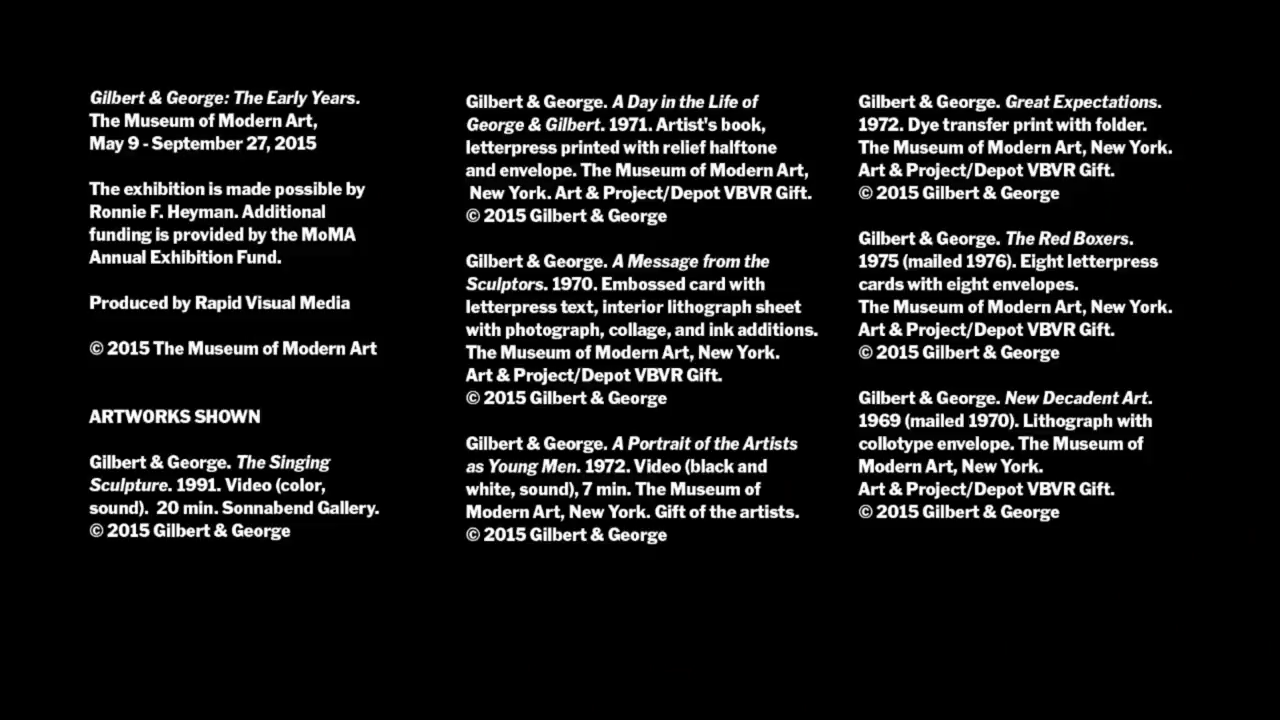 Gilbert & George: The Early Years.
The Museum of Modern Art,
May 9 - September 27, 2015
The exhibition is made possible by
Ronnie F. Heyman. Additional
funding is provided by the MoMA
Annual Exhibition Fund.
Produced by Rapid Visual Media
© 2015 The Museum of Modern Art
ARTWORKS SHOWN
Gilbert & George. The Singing
Sculpture. 1991. Video (color,
sound).  20 min. Sonnabend Gallery.
© 2015 Gilbert & George
Gilbert & George. A Day in the Life of
George & Gilbert. 1971. Artist's book,
letterpress printed with relief halftone
and envelope. The Museum of Modern Art,
New York. Art & Project/Depot VBVR Gift.
© 2015 Gilbert & George
Gilbert & George. A Message from the
Sculptors. 1970. Embossed card with
letterpress text, interior lithograph sheet
with photograph, collage, and ink additions.
The Museum of Modern Art, New York.
Art & Project/Depot VBVR Gift.
© 2015 Gilbert & George
Gilbert & George. A Portrait of the Artists
as Young Men. 1972. Video (black and
white, sound), 7 min. The Museum of
Modern Art, New York. Gift of the artists.
© 2015 Gilbert & George
Gilbert & George. Great Expectations.
1972. Dye transfer print with folder.
The Museum of Modern Art, New York.
Art & Project/Depot VBVR Gift.
© 2015 Gilbert & George
Gilbert & George. The Red Boxers.
1975 (mailed 1976). Eight letterpress
cards with eight envelopes.
The Museum of Modern Art, New York.
Art & Project/Depot VBVR Gift.
© 2015 Gilbert & George
Gilbert & George. New Decadent Art.
1969 (mailed 1970). Lithograph with
collotype envelope. The Museum of
Modern Art, New York.
Art & Project/Depot VBVR Gift.
© 2015 Gilbert & George